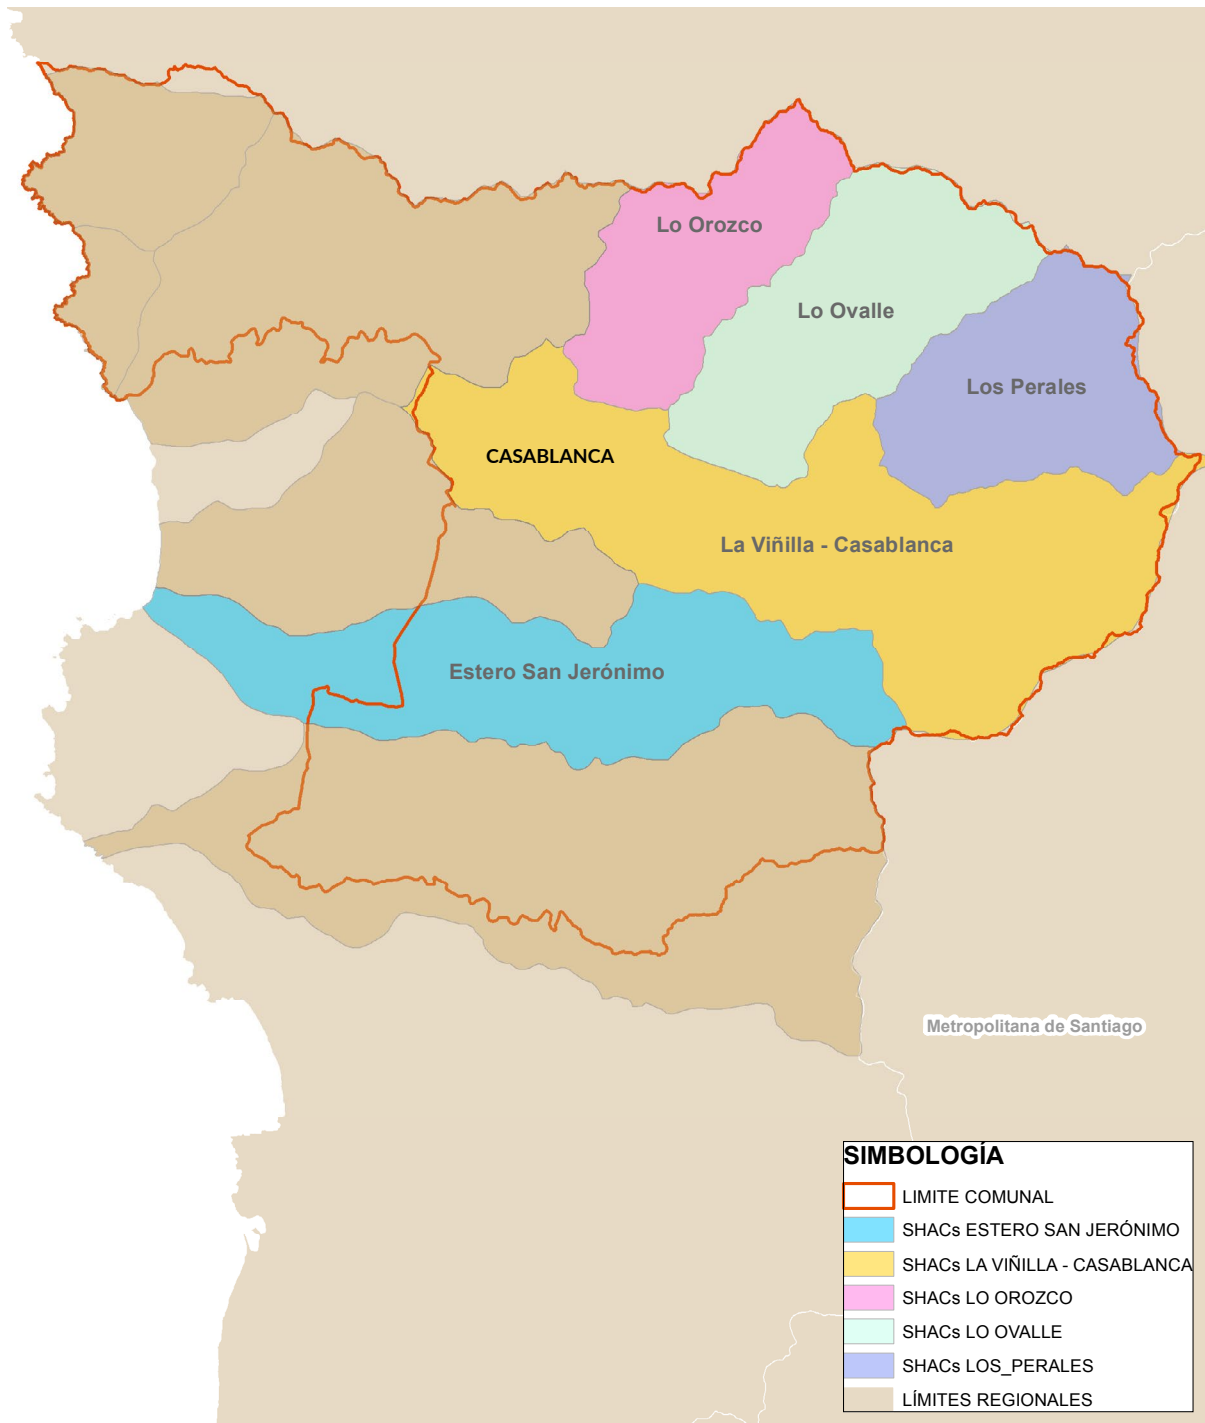 Lo Orozco
Lo Ovalle
Los Perales
CASABLANCA
La Viñilla - Casablanca
Estero San Jerónimo
Metropolitana de Santiago
SIMBOLOGÍA
LIMITE COMUNAL
SHACs ESTERO SAN JERÓNIMO
SHACs LA VIÑILLA - CASABLANCA
SHACs LO OROZCO
SHACs LO OVALLE
SHACs LOS_PERALES
LÍMITES REGIONALES